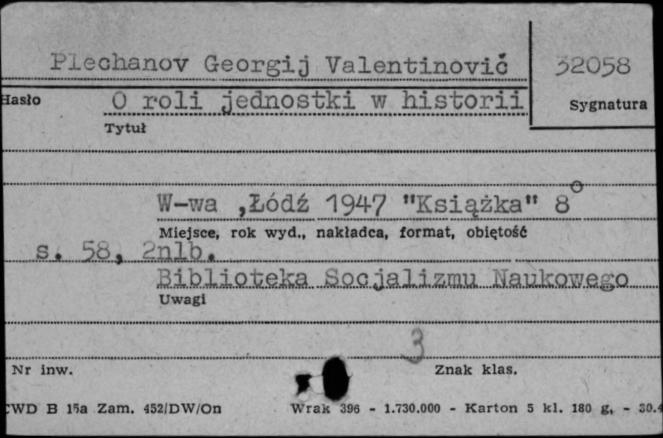 Plechanov Georgij Valentinovič 32058
Hasło O roli jednostki w historii Sygnatura
Tytuł
W-wa ,Łódź 1947 "Książka" 8°
Miejsce, rok wyd., nakładca, format, objętość
s. 58, 2nlb.
Biblioteka Socjalizmu Naukowego
Uwagi
3
Nr inw. Znak klas.
CWD B 15a Zam. 452/DW/On Wrak 396 - 1.730.000 - Karton 5 kl. 180 g, - 30.4